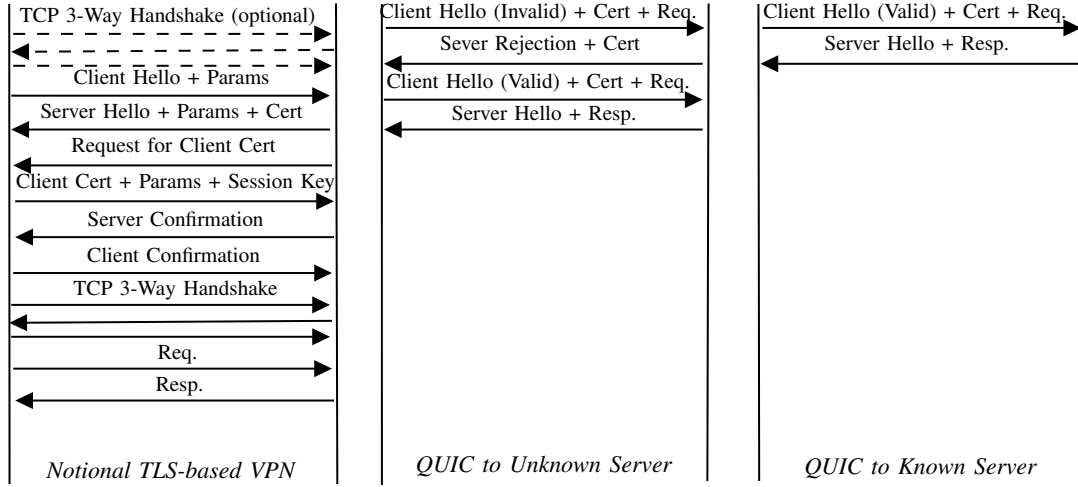 TCP 3-Way Handshake (optional)
Client Hello + Params
Server Hello + Params + Cert
Request for Client Cert
Client Cert + Params + Session Key
Server Confirmation
Client Confirmation
TCP 3-Way Handshake
Req.
Resp.
Notional TLS-based VPN
Client Hello (Invalid) + Cert + Req.
Sever Rejection + Cert
Client Hello (Valid) + Cert + Req.
Server Hello + Resp.
QUIC to Unknown Server
Client Hello (Valid) + Cert + Req.
Server Hello + Resp.
QUIC to Known Server